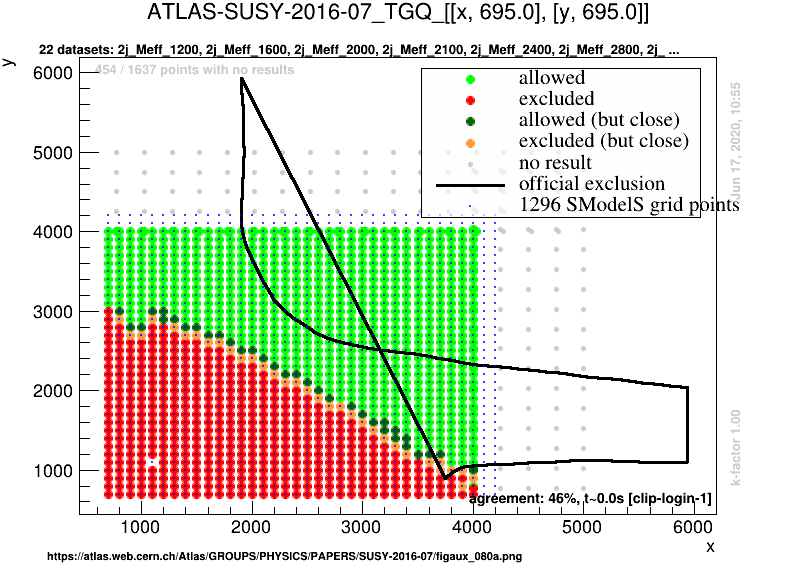 ATLAS-SUSY-2016-07_TGQ_[[x, 695.0], [y, 695.0]]
22 datasets: 2j_Meff_1200, 2j_Meff_1600, 2j_Meff_2000, 2j_Meff_2100, 2j_Meff_2400, 2j_Meff_2800, 2j_ ...
y
454 / 1637 points with no results
allowed
excluded
allowed (but close)
excluded (but close)
no result
official exclusion
1296 SModelS grid points
Jun 17, 2020, 10:55
k-factor 1.00
6000
5000
4000
3000
2000
1000
agreement: 46%, t~0.0s [clip-login-1]
1000 2000 3000 4000 5000 6000
x
https://atlas.web.cern.ch/Atlas/GROUPS/PHYSICS/PAPERS/SUSY-2016-07/figaux_080a.png